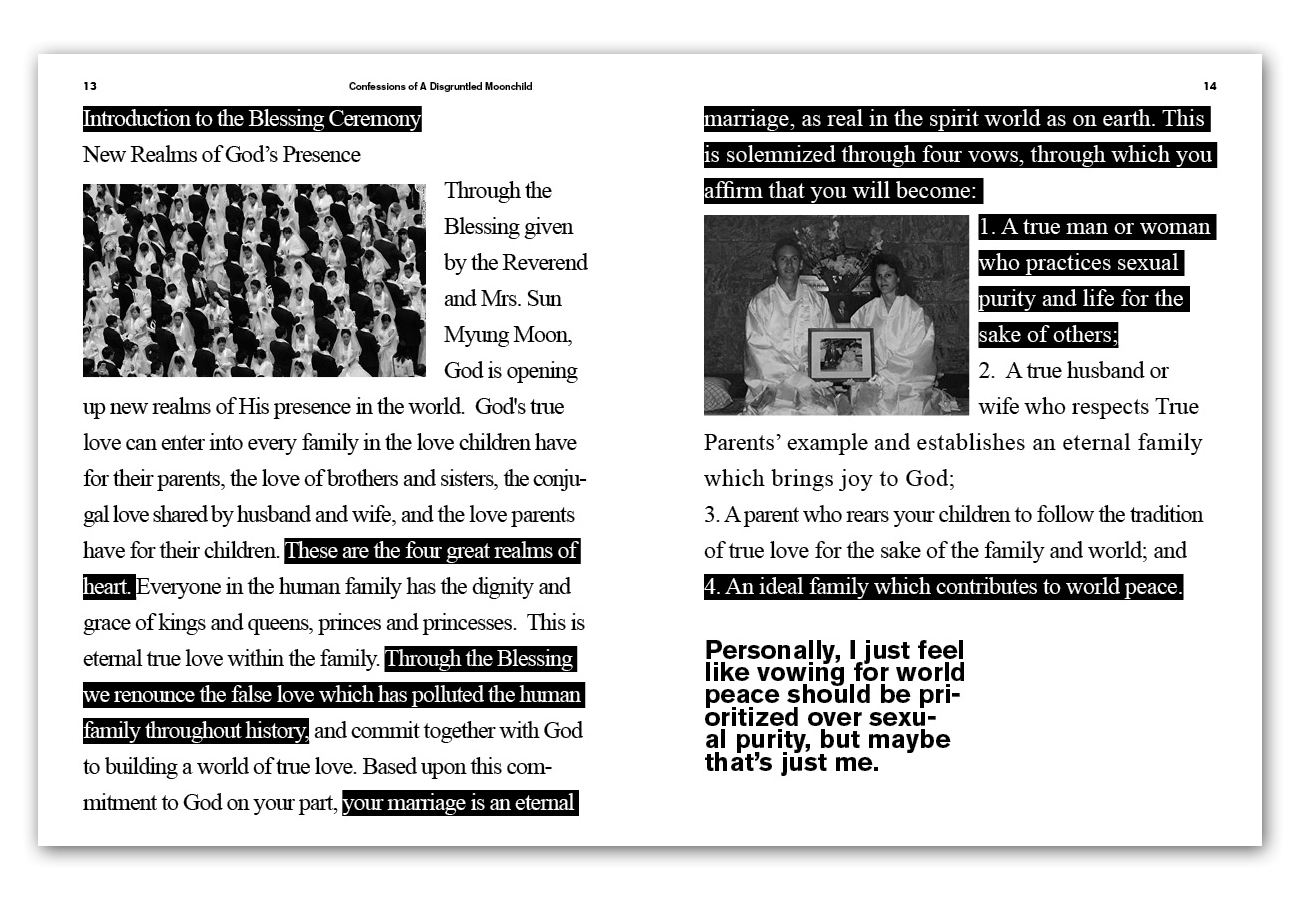 13
Confessions of A Disgruntled Moonchild
Introduction to the Blessing Ceremony
New Realms of God’s Presence
Through the
Blessing given
by the Reverend
and Mrs. Sun
Myung Moon,
God is opening
up new realms of His presence in the world.  God's true
love can enter into every family in the love children have
for their parents, the love of brothers and sisters, the conju-
gal love shared by husband and wife, and the love parents
have for their children. These are the four great realms of
heart. Everyone in the human family has the dignity and
grace of kings and queens, princes and princesses.  This is
eternal true love within the family. Through the Blessing
we renounce the false love which has polluted the human
family throughout history, and commit together with God
to building a world of true love. Based upon this com-
mitment to God on your part, your marriage is an eternal
14
marriage, as real in the spirit world as on earth. This
is solemnized through four vows, through which you
affirm that you will become:
1. A true man or woman
who practices sexual
purity and life for the
sake of others;
2.  A true husband or
wife who respects True
Parents’ example and establishes an eternal family
which brings joy to God;
3. A parent who rears your children to follow the tradition
of true love for the sake of the family and world; and
4. An ideal family which contributes to world peace.
Personally, I just feel
like vowing for world
peace should be pri-
oritized over sexu-
al purity, but maybe
that’s just me.